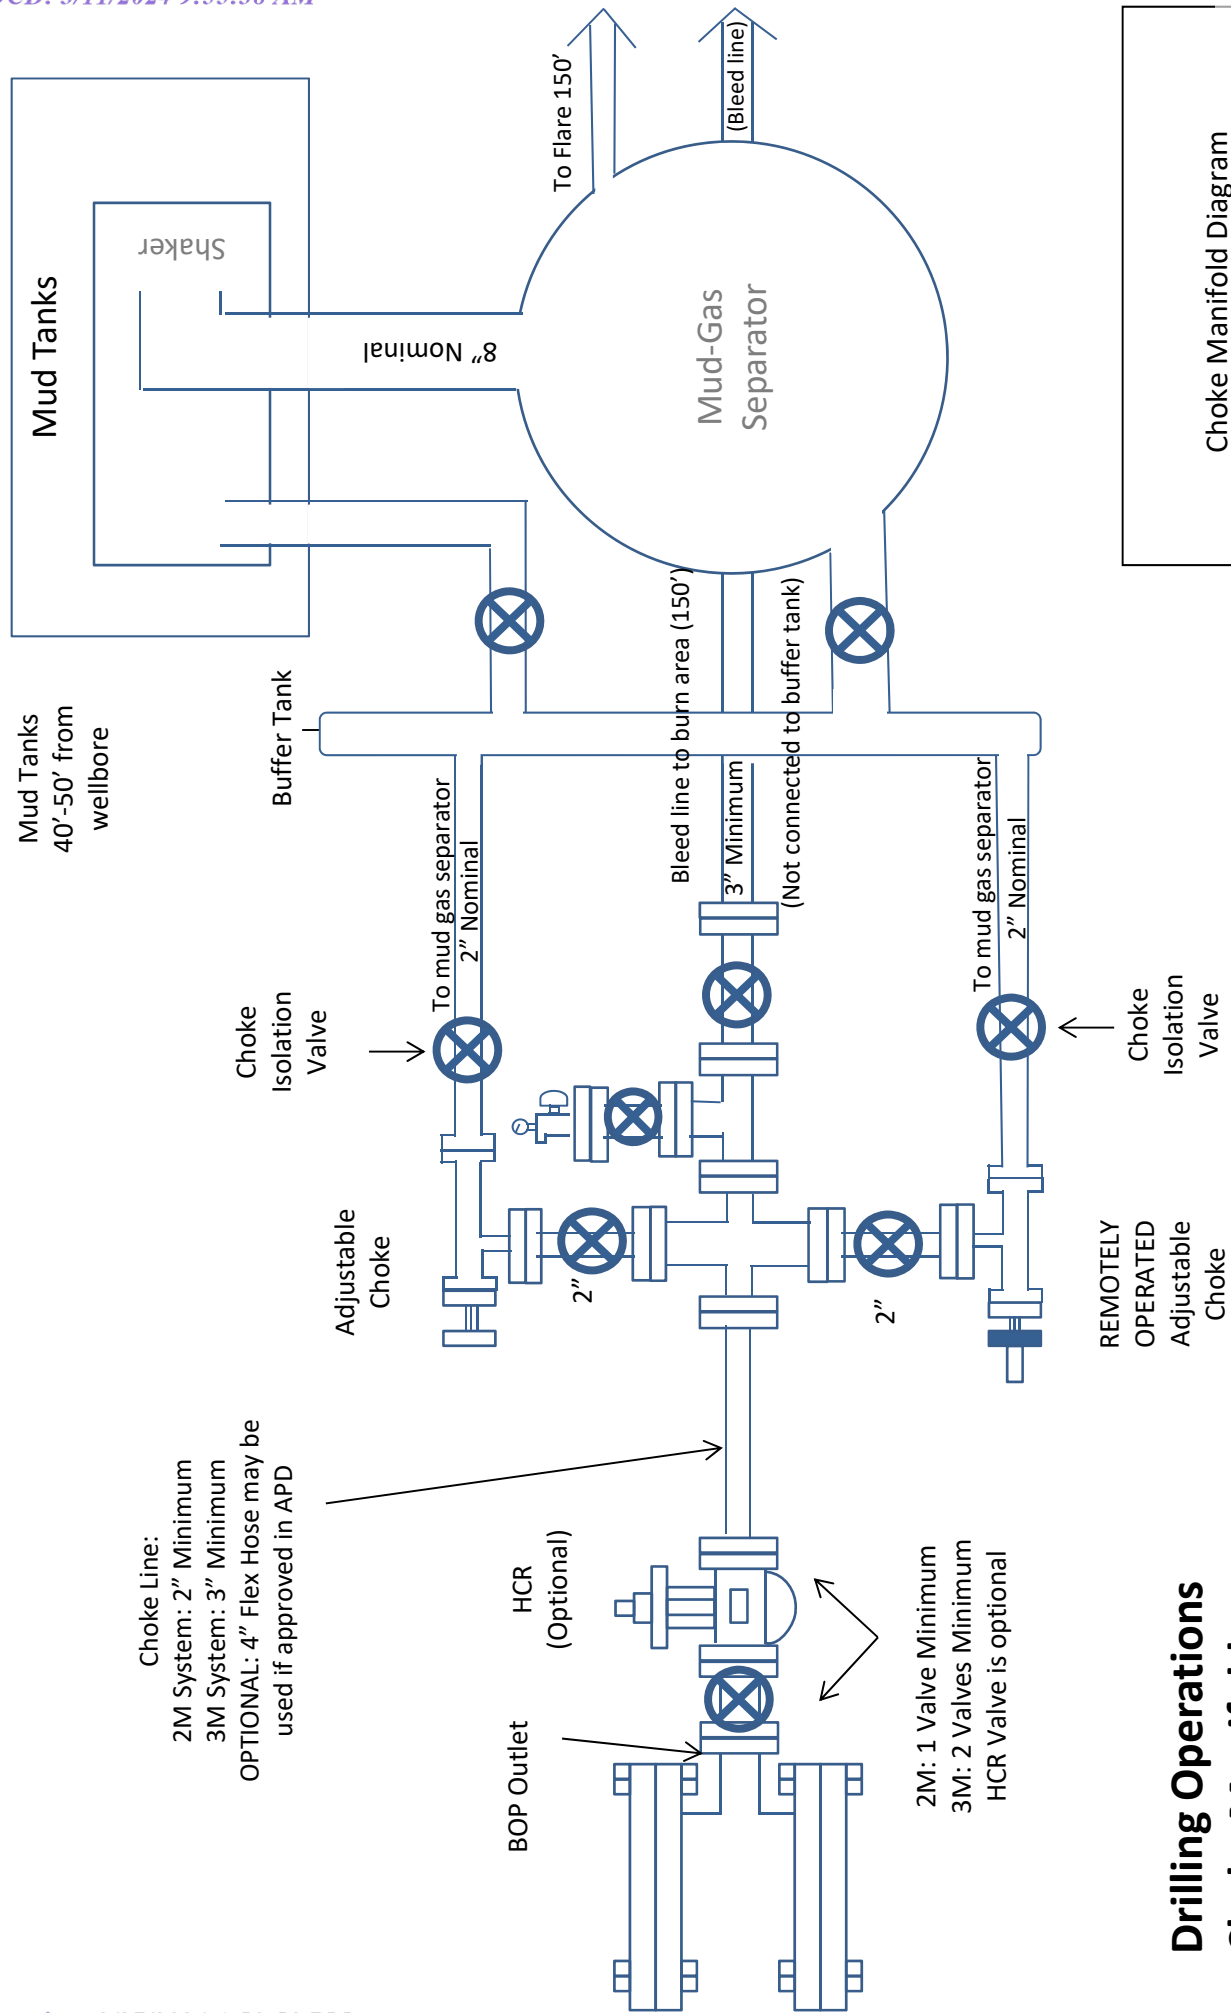 Mud Tanks
40’-50’ from
wellbore
Mud Tanks
Shaker
8” Nominal
Buffer Tank
To Flare 150’
(Bleed line)
Mud-Gas
Separator
Choke Line:
2M System: 2” Minimum
3M System: 3” Minimum
OPTIONAL: 4” Flex Hose may be
used if approved in APD
Adjustable
Choke
Choke
Isolation
Valve
To mud gas separator
2” Nominal
BOP Outlet
HCR
(Optional)
2”
Bleed line to burn area (150’)
3” Minimum
(Not connected to buffer tank)
2”
2M: 1 Valve Minimum
3M: 2 Valves Minimum
HCR Valve is optional
To mud gas separator
2” Nominal
REMOTELY
OPERATED
Adjustable
Choke
Choke
Isolation
Valve
Drilling Operations
Choke Manifold Diagram